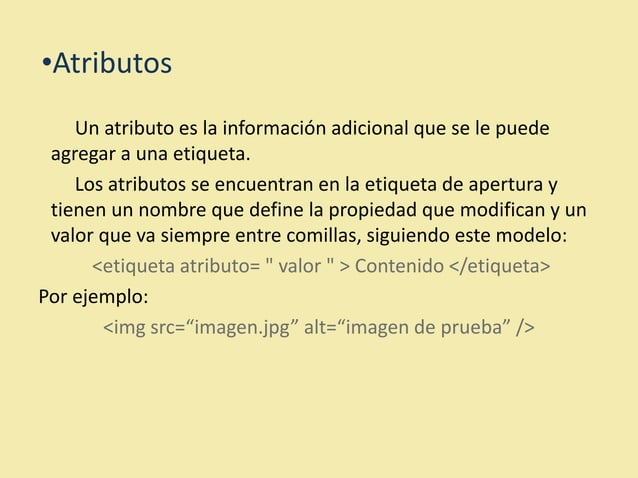 •Atributos
Un atributo es la información adicional que se le puede
agregar a una etiqueta.
Los atributos se encuentran en la etiqueta de apertura y
tienen un nombre que define la propiedad que modifican y un
valor que va siempre entre comillas, siguiendo este modelo:
<etiqueta atributo= " valor " > Contenido </etiqueta>
Por ejemplo:
<img src=“imagen.jpg” alt=“imagen de prueba” />